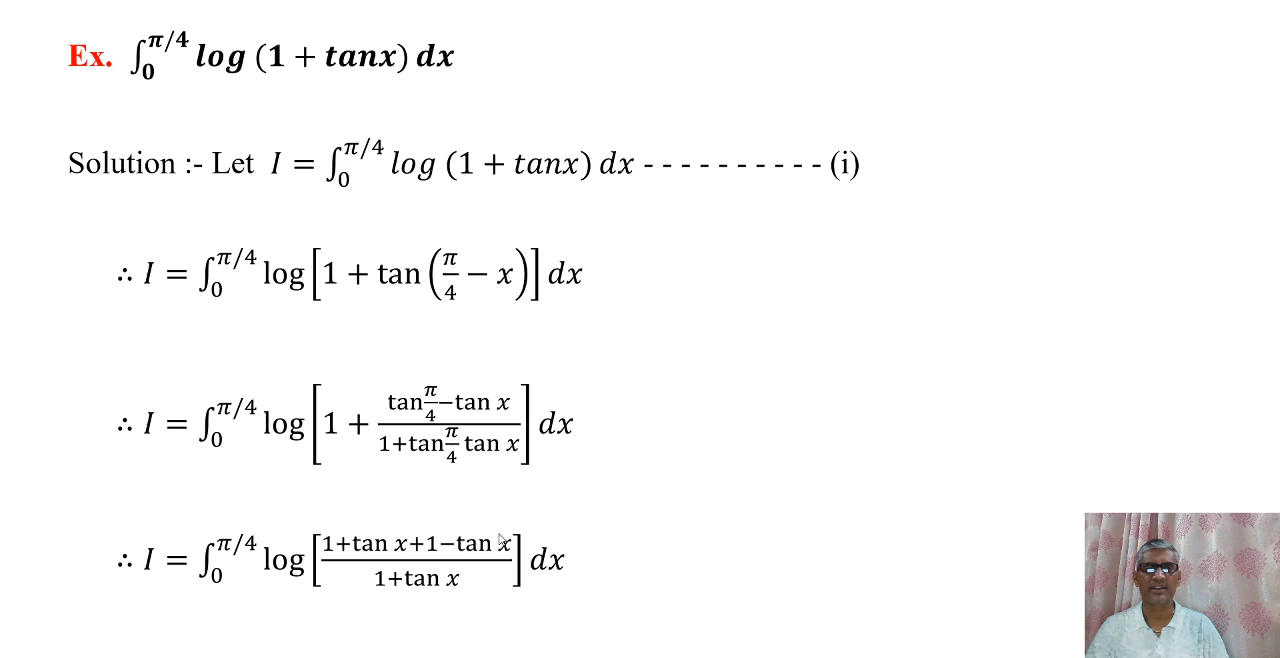 Ex. ∫₀^{π/4} log (1 + tanx) dx
Solution :- Let I = ∫₀^{π/4} log (1 + tanx) dx - - - - - - - - - - (i)
∴ I = ∫₀^{π/4} log[1 + tan(π/4 − x)] dx
∴ I = ∫₀^{π/4} log[1 + (tan π/4 −tan x)/(1+tan π/4 tan x)] dx
∴ I = ∫₀^{π/4} log[(1+tan x+1−tan x)/(1+tan x)] dx